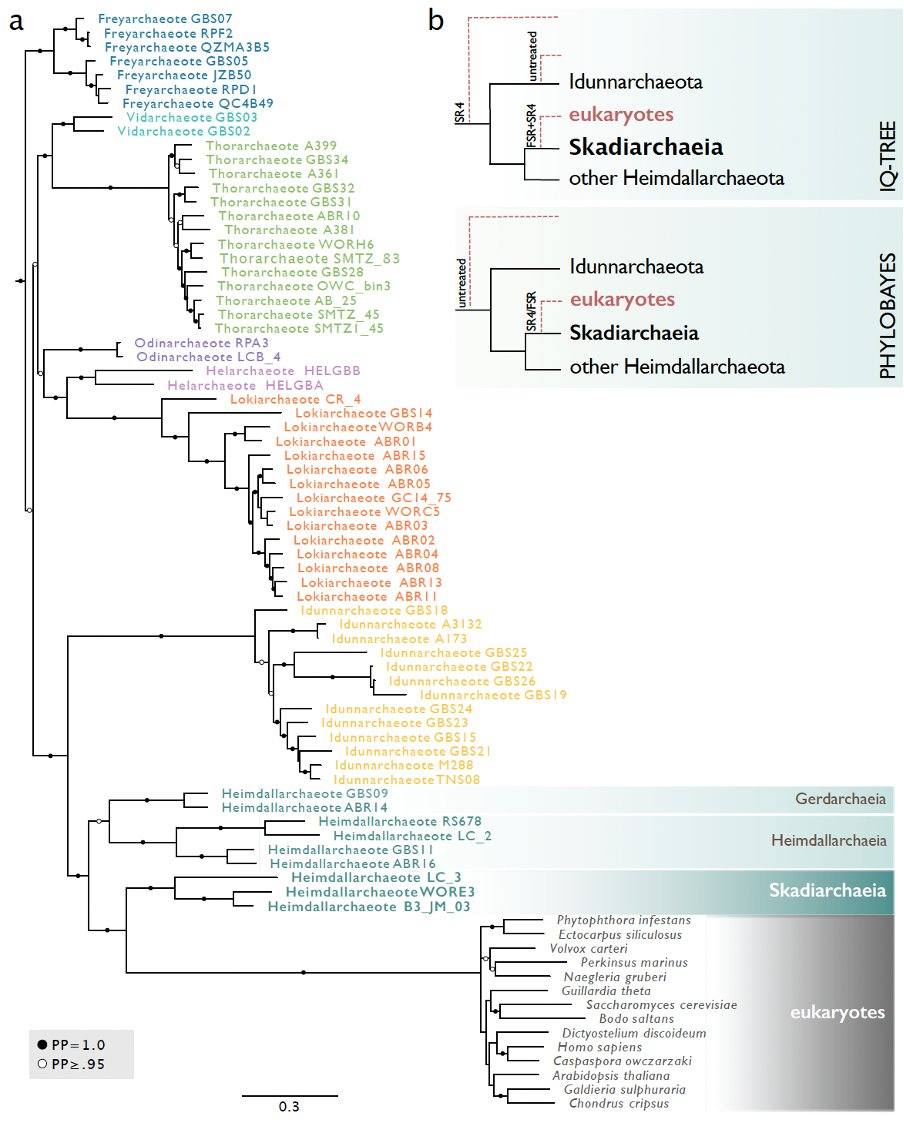 a
Freyarchaeote GBS07
Freyarchaeote RPF2
Freyarchaeote QZMA3B5
Freyarchaeote GBS05
Freyarchaeote JZB50
Freyarchaeote RPD1
Freyarchaeote QC4B49
Vidarchaeote GBS03
Vidarchaeote GBS02
Thorarchaeote A399
Thorarchaeote GBS34
Thorarchaeote A361
Thorarchaeote GBS32
Thorarchaeote GBS31
Thorarchaeote ABR10
Thorarchaeote A381
Thorarchaeote WORH6
Thorarchaeote SMTZ_83
Thorarchaeote GBS28
Thorarchaeote OWC_bin3
Thorarchaeote AB_25
Thorarchaeote SMTZ_45
Thorarchaeote SMTZ1_45
Odinarchaeote RPA3
Odinarchaeote LCB_4
Helarchaeote HELGBB
Helarchaeote HELGBA
Lokiarchaeote CR_4
Lokiarchaeote GBS14
Lokiarchaeote WORB4
Lokiarchaeote ABR01
Lokiarchaeote ABR15
Lokiarchaeote ABR06
Lokiarchaeote ABR05
Lokiarchaeote GC14_75
Lokiarchaeote WORC5
Lokiarchaeote ABR03
Lokiarchaeote ABR02
Lokiarchaeote ABR04
Lokiarchaeote ABR08
Lokiarchaeote ABR13
Lokiarchaeote ABR11
Idunnarchaeote GBS18
Idunnarchaeote A3132
Idunnarchaeote A173
Idunnarchaeote GBS25
Idunnarchaeote GBS22
Idunnarchaeote GBS26
Idunnarchaeote GBS19
Idunnarchaeote GBS24
Idunnarchaeote GBS23
Idunnarchaeote GBS15
Idunnarchaeote GBS21
Idunnarchaeote M288
Idunnarchaeote TNS08
Heimdallarchaeote GBS09
Heimdallarchaeote ABR14
Gerdarchaeia
Heimdallarchaeote RS678
Heimdallarchaeote LC_2
Heimdallarchaeote GBS11
Heimdallarchaeote ABR16
Heimdallarchaeia
Heimdallarchaeote LC_3
Heimdallarchaeote WORE3
Heimdallarchaeote B3_JM_03
Skadiarchaeia
Phytophthora infestans
Ectocarpus siliculosus
Volvox carteri
Perkinsus marinus
Naegleria gruberi
Guillardia theta
Saccharomyces cerevisiae
Bodo saltans
Dictyostelium discoideum
Homo sapiens
Caspaspora owczarzaki
Arabidopsis thaliana
Galdieria sulphuraria
Chondrus cripsus
eukaryotes
PP=1.0
PP≥.95
0.3
b
SR4
untreated
Idunnarchaeota
FSR+SR4
eukaryotes
Skadiarchaeia
other Heimdallarchaeota
IQ-TREE
untreated
Idunnarchaeota
SR4/FSR
eukaryotes
Skadiarchaeia
other Heimdallarchaeota
PHYLOBAYES